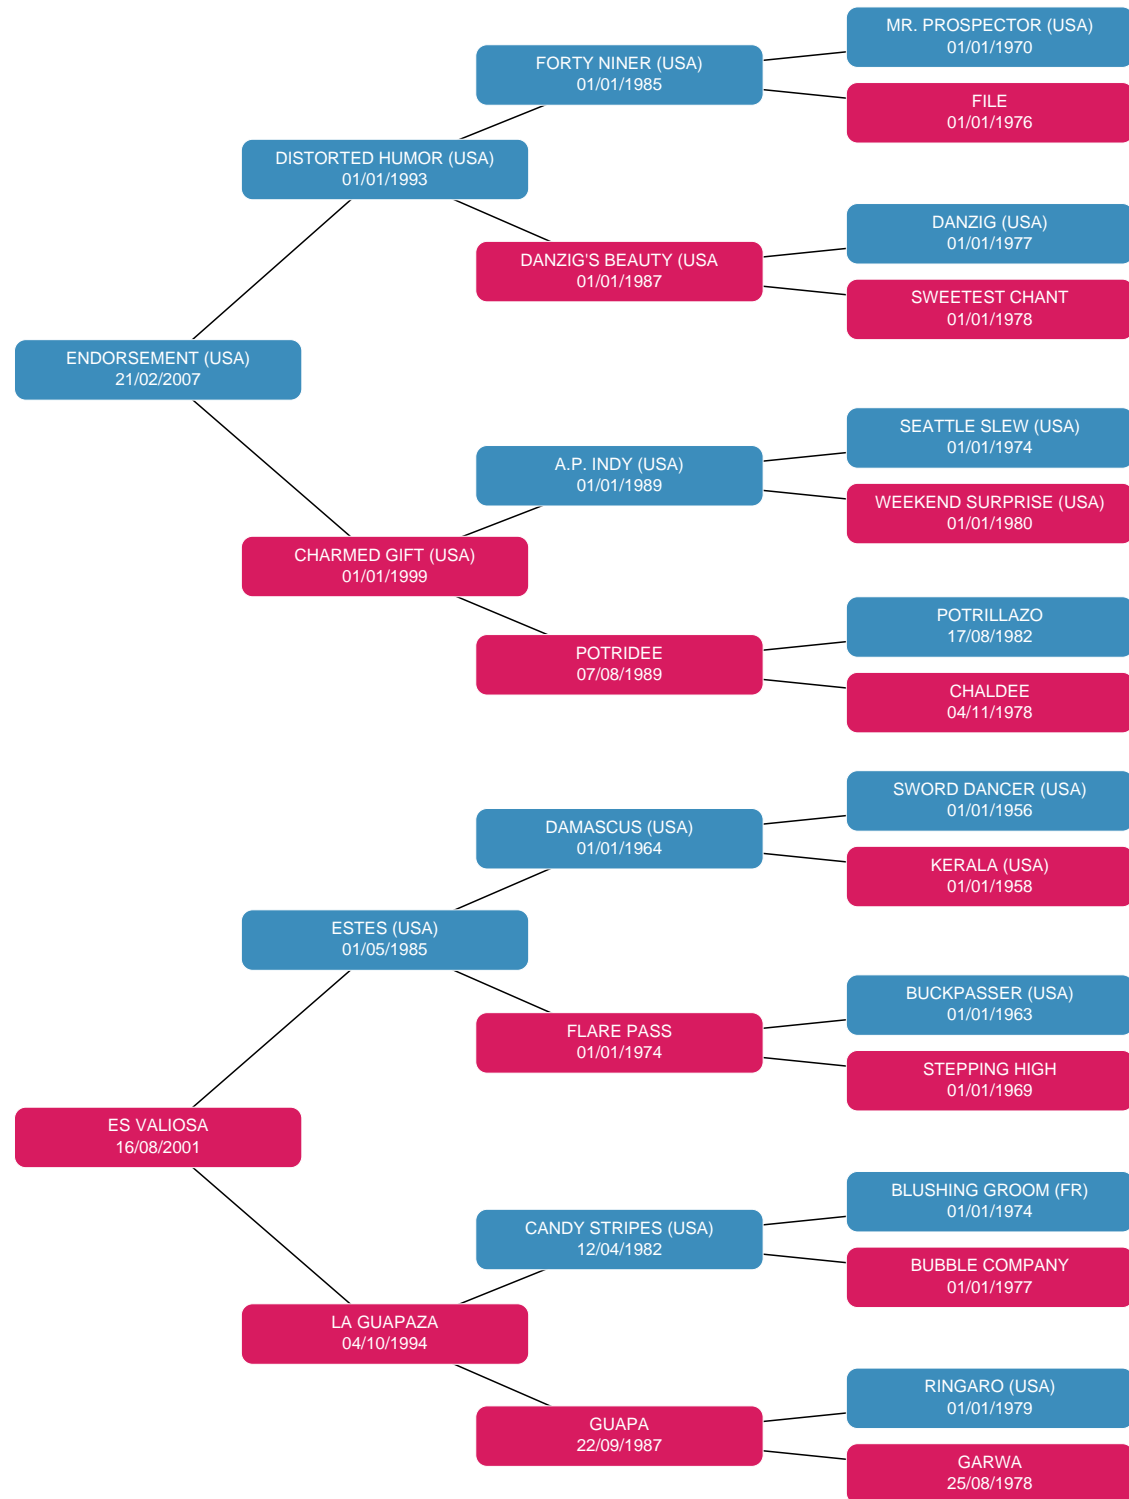 MR. PROSPECTOR (USA)
01/01/1970
FORTY NINER (USA)
01/01/1985
FILE
01/01/1976
DISTORTED HUMOR (USA)
01/01/1993
DANZIG (USA)
01/01/1977
DANZIG'S BEAUTY (USA
01/01/1987
SWEETEST CHANT
01/01/1978
ENDORSEMENT (USA)
21/02/2007
SEATTLE SLEW (USA)
01/01/1974
A.P. INDY (USA)
01/01/1989
WEEKEND SURPRISE (USA)
01/01/1980
CHARMED GIFT (USA)
01/01/1999
POTRILLAZO
17/08/1982
POTRIDEE
07/08/1989
CHALDEE
04/11/1978
SWORD DANCER (USA)
01/01/1956
DAMASCUS (USA)
01/01/1964
KERALA (USA)
01/01/1958
ESTES (USA)
01/05/1985
BUCKPASSER (USA)
01/01/1963
FLARE PASS
01/01/1974
STEPPING HIGH
01/01/1969
ES VALIOSA
16/08/2001
BLUSHING GROOM (FR)
01/01/1974
CANDY STRIPES (USA)
12/04/1982
BUBBLE COMPANY
01/01/1977
LA GUAPAZA
04/10/1994
RINGARO (USA)
01/01/1979
GUAPA
22/09/1987
GARWA
25/08/1978